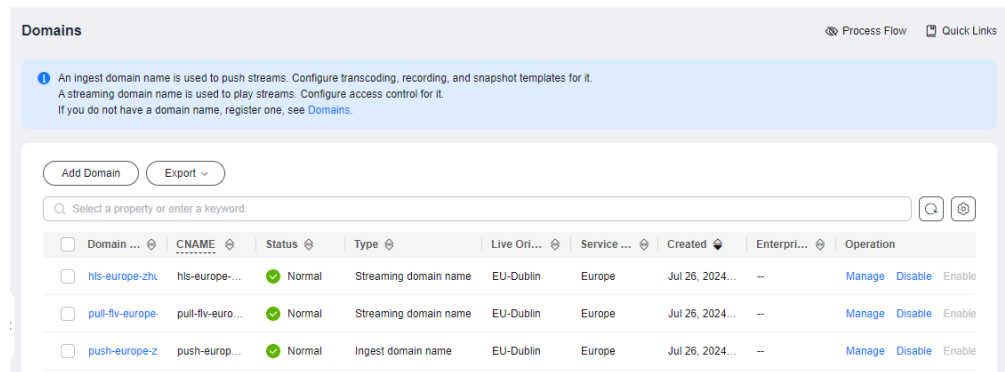 Domains
Process Flow
Quick Links
An ingest domain name is used to push streams. Configure transcoding, recording, and snapshot templates for it.
A streaming domain name is used to play streams. Configure access control for it.
If you do not have a domain name, register one, see Domains.
Add Domain
Export
Select a property or enter a keyword.
Domain ... CNAME Status Type Live Ori... Service ... Created Enterpri... Operation
hls-europe-zhu hls-europe-... Normal Streaming domain name EU-Dublin Europe Jul 26, 2024... -- Manage Disable Enable
pull-flv-europe- pull-flv-euro... Normal Streaming domain name EU-Dublin Europe Jul 26, 2024... -- Manage Disable Enable
push-europe-z push-europ... Normal Ingest domain name EU-Dublin Europe Jul 26, 2024... -- Manage Disable Enable